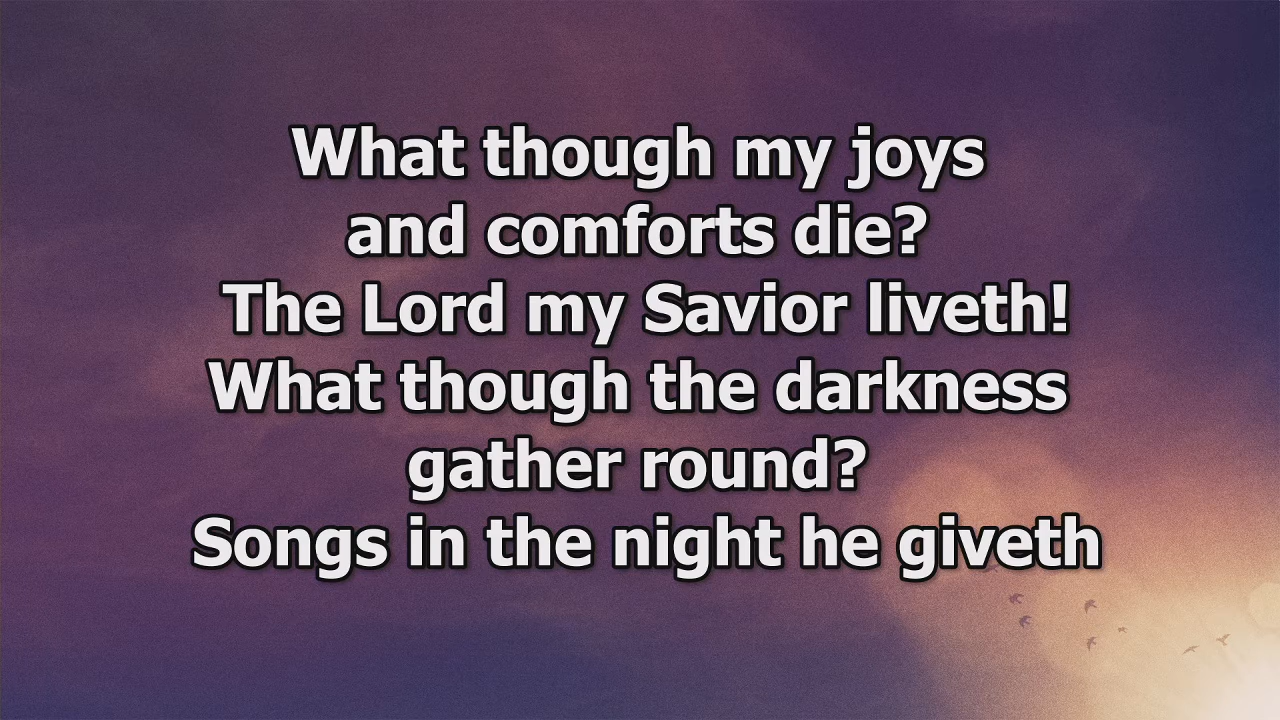 What though my joys
and comforts die?
The Lord my Savior liveth!
What though the darkness
gather round?
Songs in the night he giveth